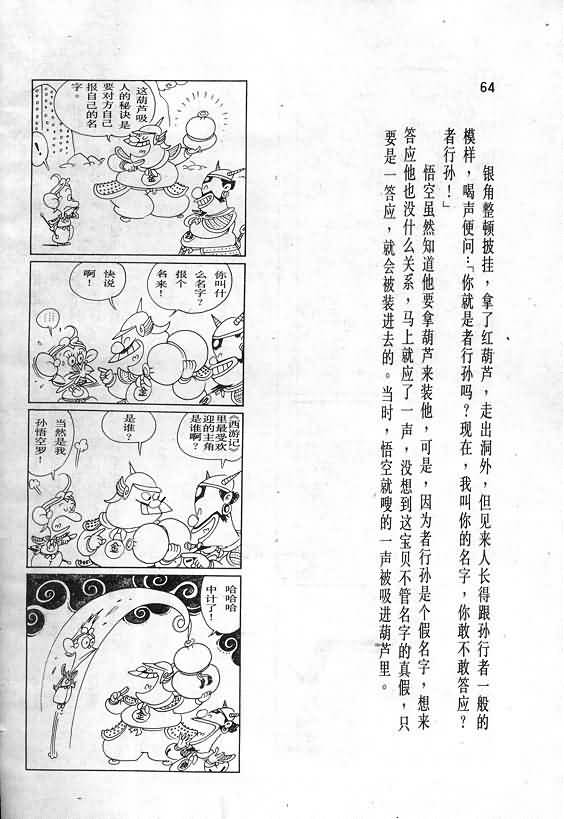 64
银角整顿披挂，拿了红葫芦，走出洞外，但见来人长得跟孙行者一般的
模样，喝声便问：「你就是者行孙吗？现在，我叫你的名字，你敢不敢答应？
者行孙！」
悟空虽然知道他要拿葫芦来装他，可是，因为者行孙是个假名字，想来
答应他也没什么关系，马上就应了一声，没想到这宝贝不管名字的真假，只
要是一答应，就会被装进去的。当时，悟空就嗖的一声被吸进葫芦里。
这葫芦吸
人的秘诀是
要对方自己
报自己的名
字。
！
你叫什
么名字？
报个
名来！
快说
啊！
《西游记》
里最受欢
迎的主角
是谁啊？
是谁？
当然是我
孙悟空罗！
哈哈哈
中计了！